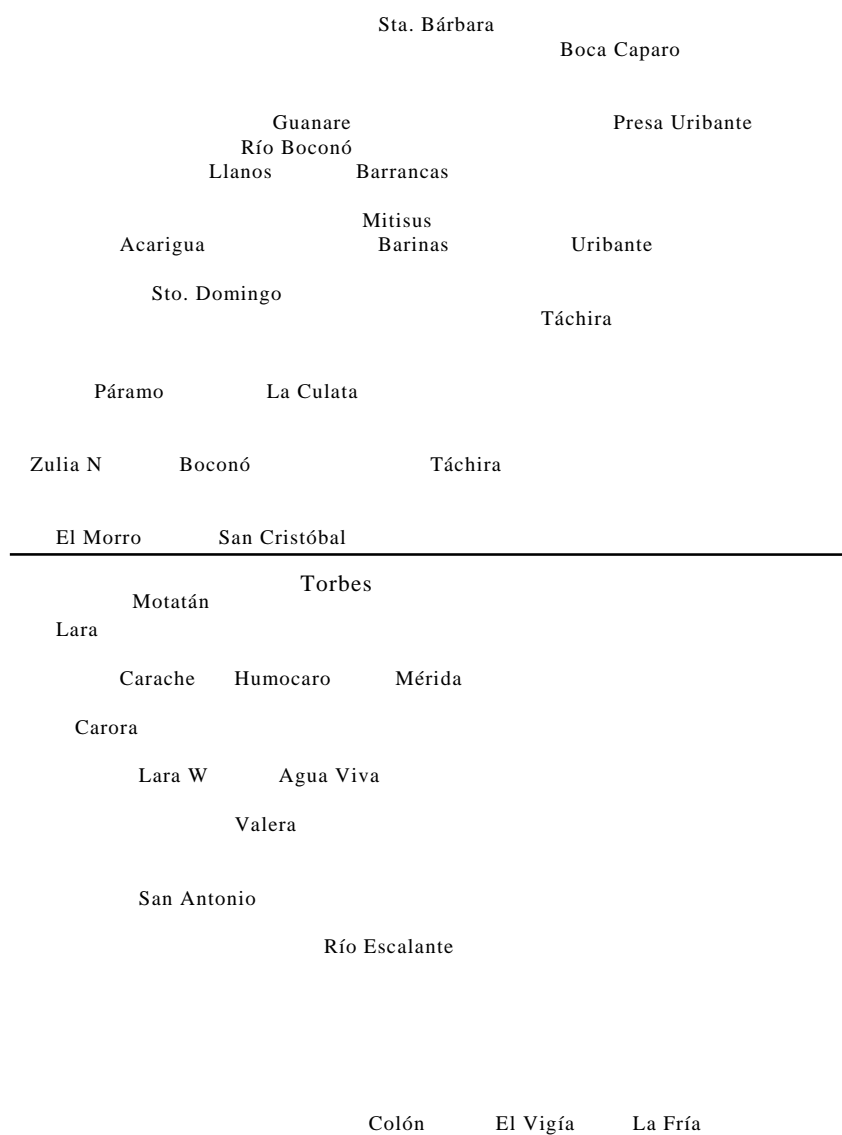 Sta. Bárbara
Boca Caparo
Guanare Presa Uribante
Río Boconó
Llanos Barrancas
Mitisus
Acarigua Barinas Uribante
Sto. Domingo
Táchira
Páramo La Culata
Zulia N Boconó Táchira
El Morro San Cristóbal
Torbes
Motatán
Lara
Carache Humocaro Mérida
Carora
Lara W Agua Viva
Valera
San Antonio
Río Escalante
Colón El Vigía La Fría